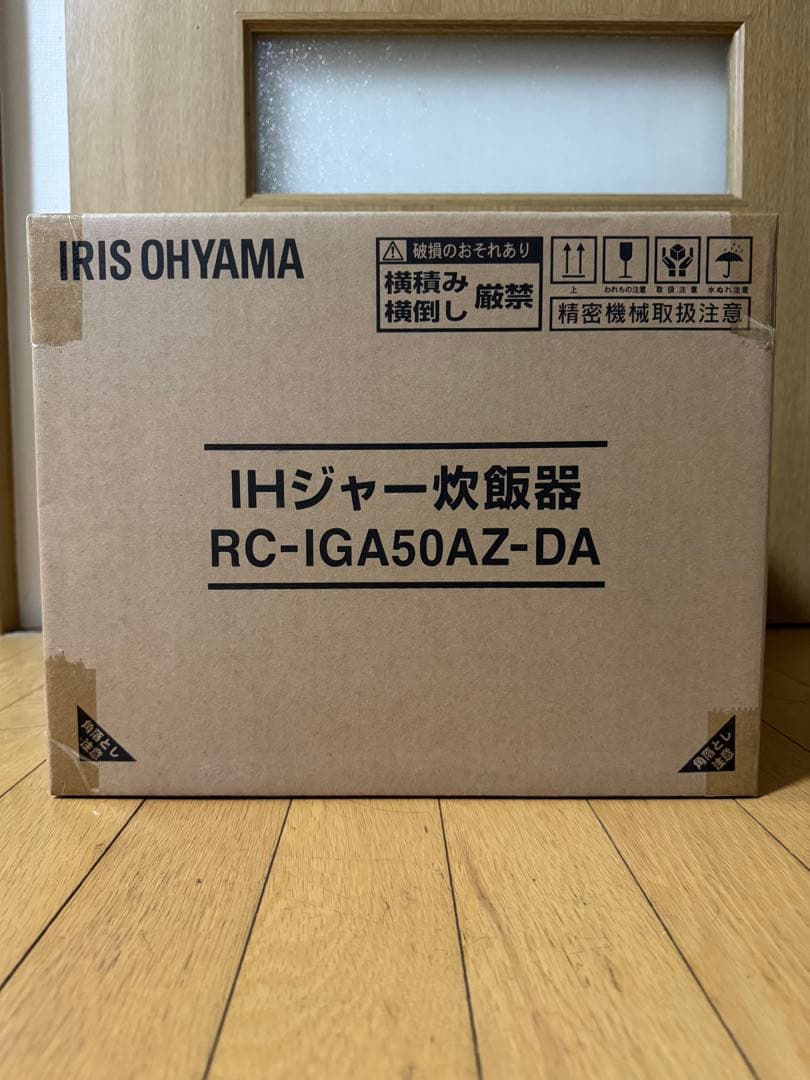 IRIS OHYAMA
破損のおそれあり
横積み
横倒し
厳禁
上 われもの注意 取扱注意 水ぬれ注意
精密機械取扱注意
IHジャー炊飯器
RC-IGA50AZ-DA
角落とし
注意
角落とし
注意